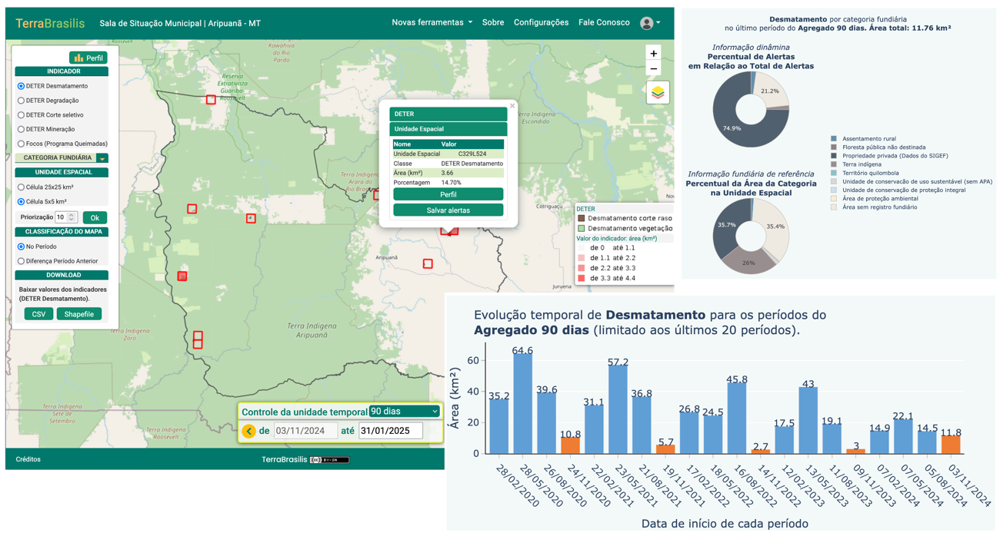 TerraBrasilis
Sala de Situação Municipal | Aripuanã - MT
Novas ferramentas
Sobre
Configurações
Fale Conosco
Perfil
INDICADOR
DETER Desmatamento
DETER Degradação
DETER Corte seletivo
DETER Mineração
Focos (Programa Queimadas)
CATEGORIA FUNDIÁRIA
UNIDADE ESPACIAL
Célula 25x25 km²
Célula 5x5 km²
Priorização 10 Ok
CLASSIFICAÇÃO DO MAPA
No Período
Diferença Período Anterior
DOWNLOAD
Baixar valores dos indicadores
(DETER Desmatamento).
CSV
Shapefile
Roosevelt
Kawahiva
do Rio
Pardo
Reserva
Extrativista
Guariba-
Roosevelt
Terra Indígena
Escondido
Terra Indígena
Arara do
Rio Branco
Cotriguaçu
Aripuanã
Juruena
Terra Indígena
Aripuanã
Terra Indígena
Zoró
Terra Indígena
Sete de
Setembro
Terra Indígena
Roosevelt
+
−
×
DETER
Unidade Espacial
Nome Valor
Unidade Espacial C329L524
Classe DETER Desmatamento
Área (km²) 3.66
Porcentagem 14.70%
Perfil
Salvar alertas
DETER
Desmatamento corte raso
Desmatamento vegetação
Valor do indicador: área (km²)
de 0 até 1.1
de 1.1 até 2.2
de 2.2 até 3.3
de 3.3 até 4.4
Controle da unidade temporal 90 dias
de 03/11/2024 até 31/01/2025
Créditos
TerraBrasilis
(cc) BY-SA
Desmatamento por categoria fundiária
no último período do Agregado 90 dias. Área total: 11.76 km²
Informação dinâmica
Percentual de Alertas
em Relação ao Total de Alertas
21.2%
74.9%
Informação fundiária de referência
Percentual da Área da Categoria
na Unidade Espacial
35.7%
35.4%
26%
Assentamento rural
Floresta pública não destinada
Propriedade privada (Dados do SIGEF)
Terra indígena
Território quilombola
Unidade de conservação de uso sustentável (sem APA)
Unidade de conservação de proteção integral
Área de proteção ambiental
Área sem registro fundiário
Evolução temporal de Desmatamento para os períodos do
Agregado 90 dias (limitado aos últimos 20 períodos).
Área (km²)
60
40
20
0
35.2
64.6
39.6
10.8
31.1
57.2
36.8
5.7
26.8
24.5
45.8
2.7
17.5
43
19.1
3
14.9
22.1
14.5
11.8
28/02/2020
28/05/2020
26/08/2020
24/11/2020
22/02/2021
23/05/2021
21/08/2021
19/11/2021
17/02/2022
18/05/2022
16/08/2022
14/11/2022
12/02/2023
13/05/2023
11/08/2023
09/11/2023
07/02/2024
07/05/2024
05/08/2024
03/11/2024
Data de início de cada período